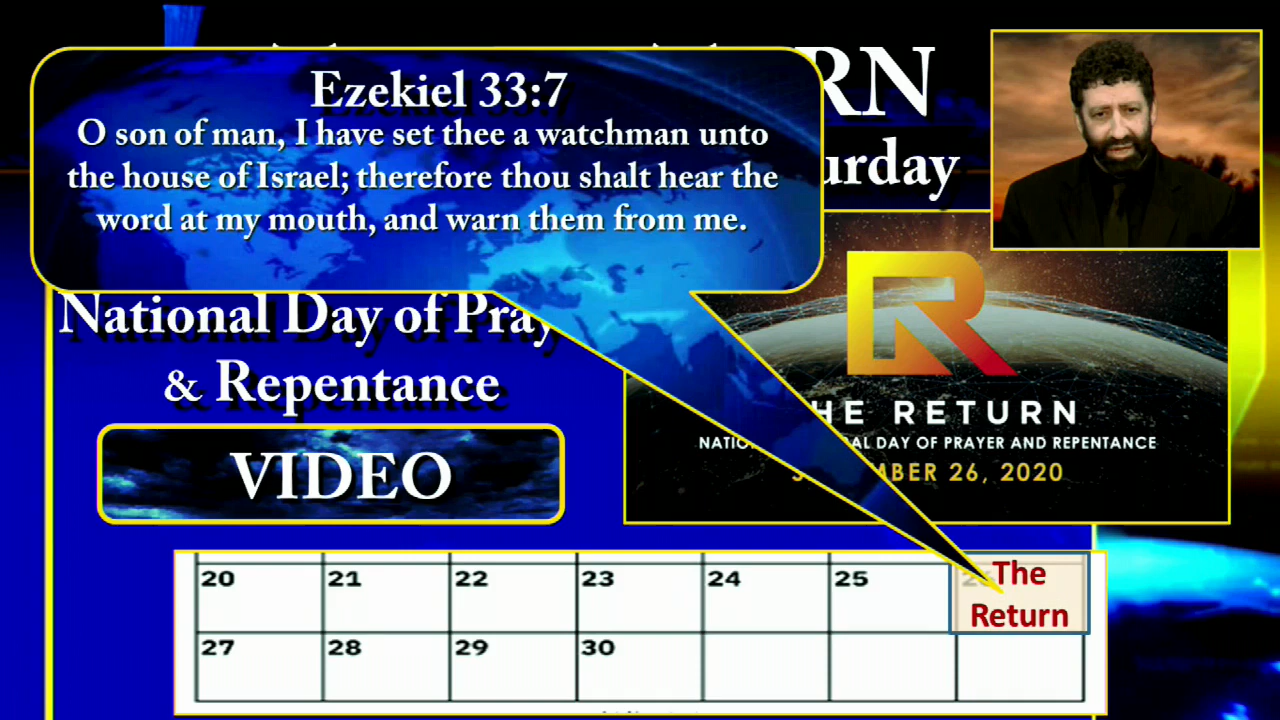 Ezekiel 33:7
O son of man, I have set thee a watchman unto
the house of Israel; therefore thou shalt hear the
word at my mouth, and warn them from me.
RN
urday
National Day of Pray
& Repentance
VIDEO
R
HE RETURN
NATIO AL DAY OF PRAYER AND REPENTANCE
S MBER 26, 2020
20 21 22 23 24 25 The
Return
27 28 29 30